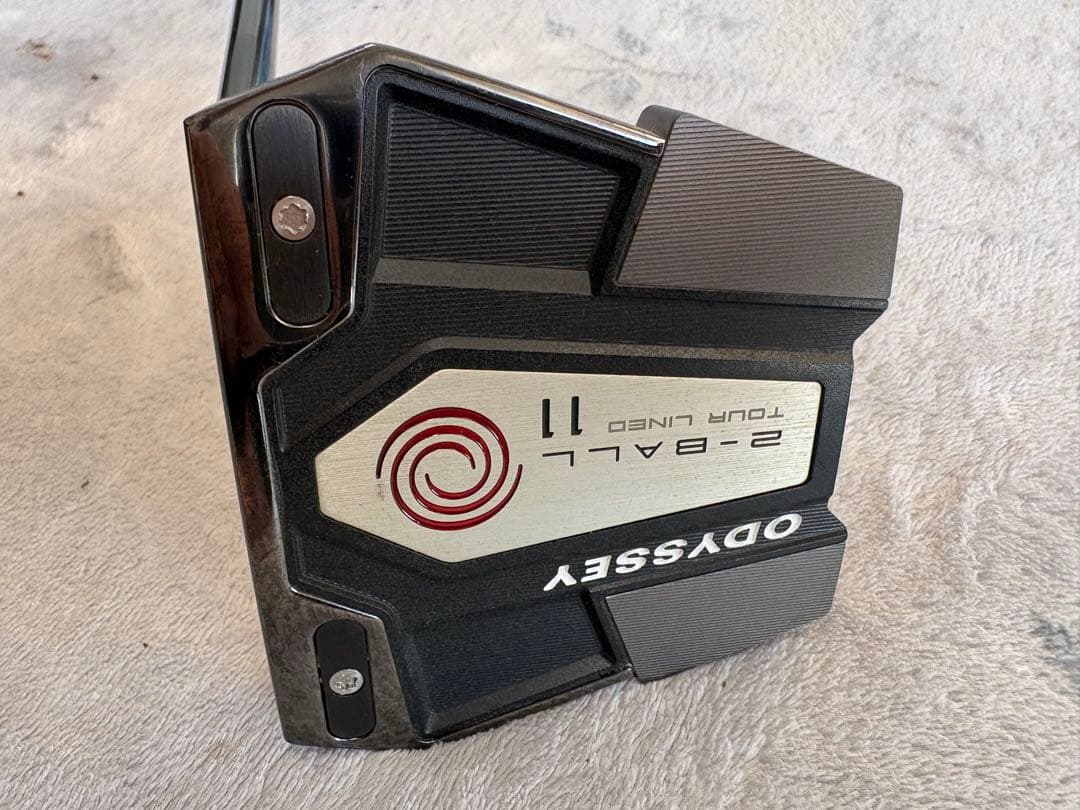 ODYSSEY
2-BALL 11
TOUR LINED